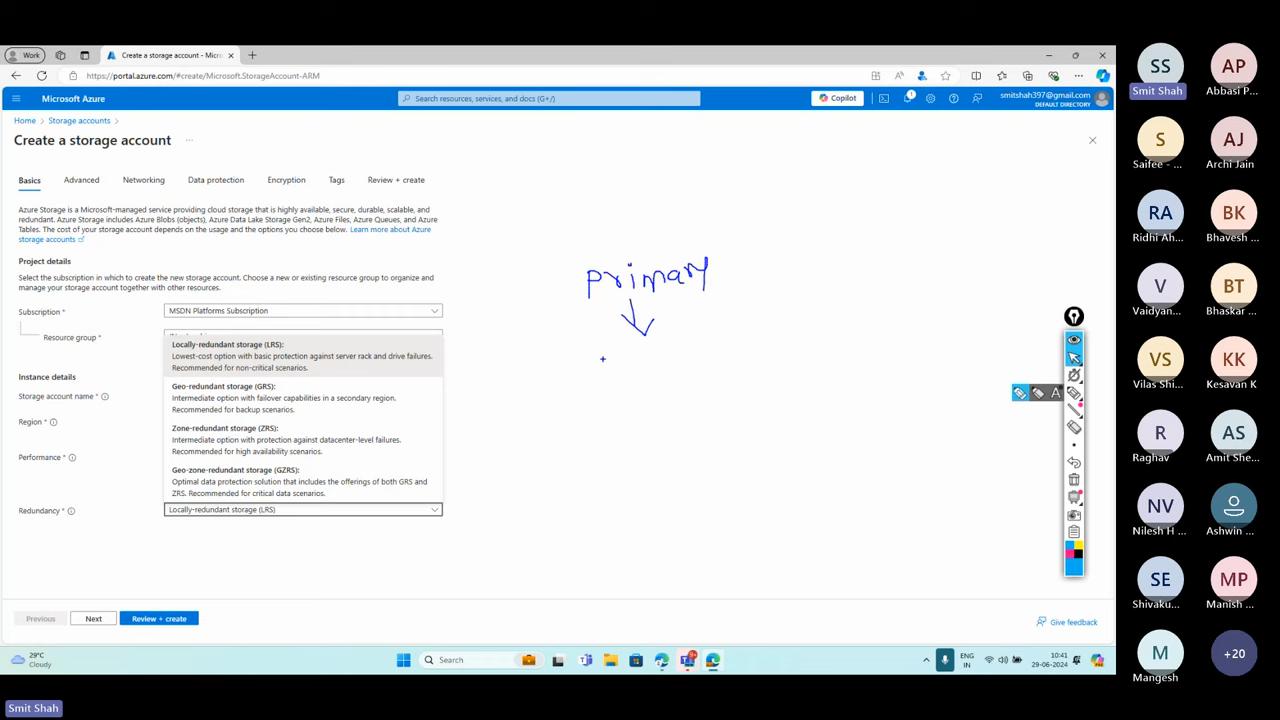 Work
Create a storage account - Micr
https://portal.azure.com/#create/Microsoft.StorageAccount-ARM
Microsoft Azure
Search resources, services, and docs (G+/)
Copilot
1
smitshah397@gmail.com
DEFAULT DIRECTORY
Home > Storage accounts >
Create a storage account
...
Basics
Advanced
Networking
Data protection
Encryption
Tags
Review + create
Azure Storage is a Microsoft-managed service providing cloud storage that is highly available, secure, durable, scalable, and
redundant. Azure Storage includes Azure Blobs (objects), Azure Data Lake Storage Gen2, Azure Files, Azure Queues, and Azure
Tables. The cost of your storage account depends on the usage and the options you choose below. Learn more about Azure
storage accounts
Project details
Select the subscription in which to create the new storage account. Choose a new or existing resource group to organize and
manage your storage account together with other resources.
Subscription *
MSDN Platforms Subscription
Resource group *
Locally-redundant storage (LRS):
Lowest-cost option with basic protection against server rack and drive failures.
Recommended for non-critical scenarios.
Instance details
Geo-redundant storage (GRS):
Intermediate option with failover capabilities in a secondary region.
Recommended for backup scenarios.
Storage account name *
Region *
Zone-redundant storage (ZRS):
Intermediate option with protection against datacenter-level failures.
Recommended for high availability scenarios.
Performance *
Geo-zone-redundant storage (GZRS):
Optimal data protection solution that includes the offerings of both GRS and
ZRS. Recommended for critical data scenarios.
Redundancy *
Locally-redundant storage (LRS)
primary
A
Previous
Next
Review + create
Give feedback
29°C
Cloudy
Search
ENG
IN
10:41
29-06-2024
Smit Shah
SS
Smit Shah
AP
Abbasi P...
S
Saifee - ...
AJ
Archi Jain
RA
Ridhi Ah...
BK
Bhavesh ...
V
Vaidyan...
BT
Bhaskar ...
VS
Vilas Shi...
KK
Kesavan K
R
Raghav
AS
Amit She...
NV
Nilesh H ...
Ashwin ...
SE
Shivaku...
MP
Manish ...
M
Mangesh
+20